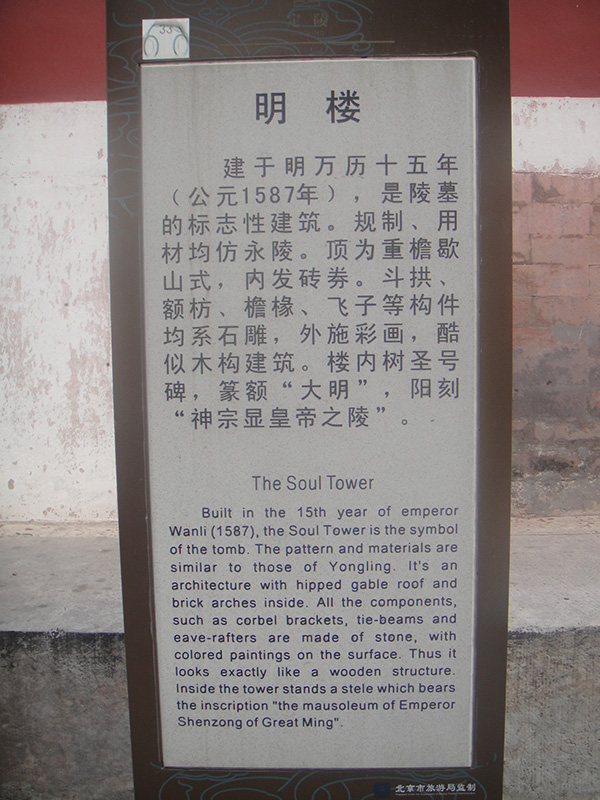 定陵
33
明 楼
建于明万历十五年
（公元1587年），是陵墓
的标志性建筑。规制、用
材均仿永陵。顶为重檐歇
山式，内发砖券。斗拱、
额枋、檐椽、飞子等构件
均系石雕，外施彩画，酷
似木构建筑。楼内树圣号
碑，篆额“大明”，阳刻
“神宗显皇帝之陵”。
The Soul Tower
Built in the 15th year of emperor
Wanli (1587), the Soul Tower is the symbol
of the tomb. The pattern and materials are
similar to those of Yongling. It's an
architecture with hipped gable roof and
brick arches inside. All the components,
such as corbel brackets, tie-beams and
eave-rafters are made of stone, with
colored paintings on the surface. Thus it
looks exactly like a wooden structure.
Inside the tower stands a stele which bears
the inscription "the mausoleum of Emperor
Shenzong of Great Ming".
北京市旅游局监制